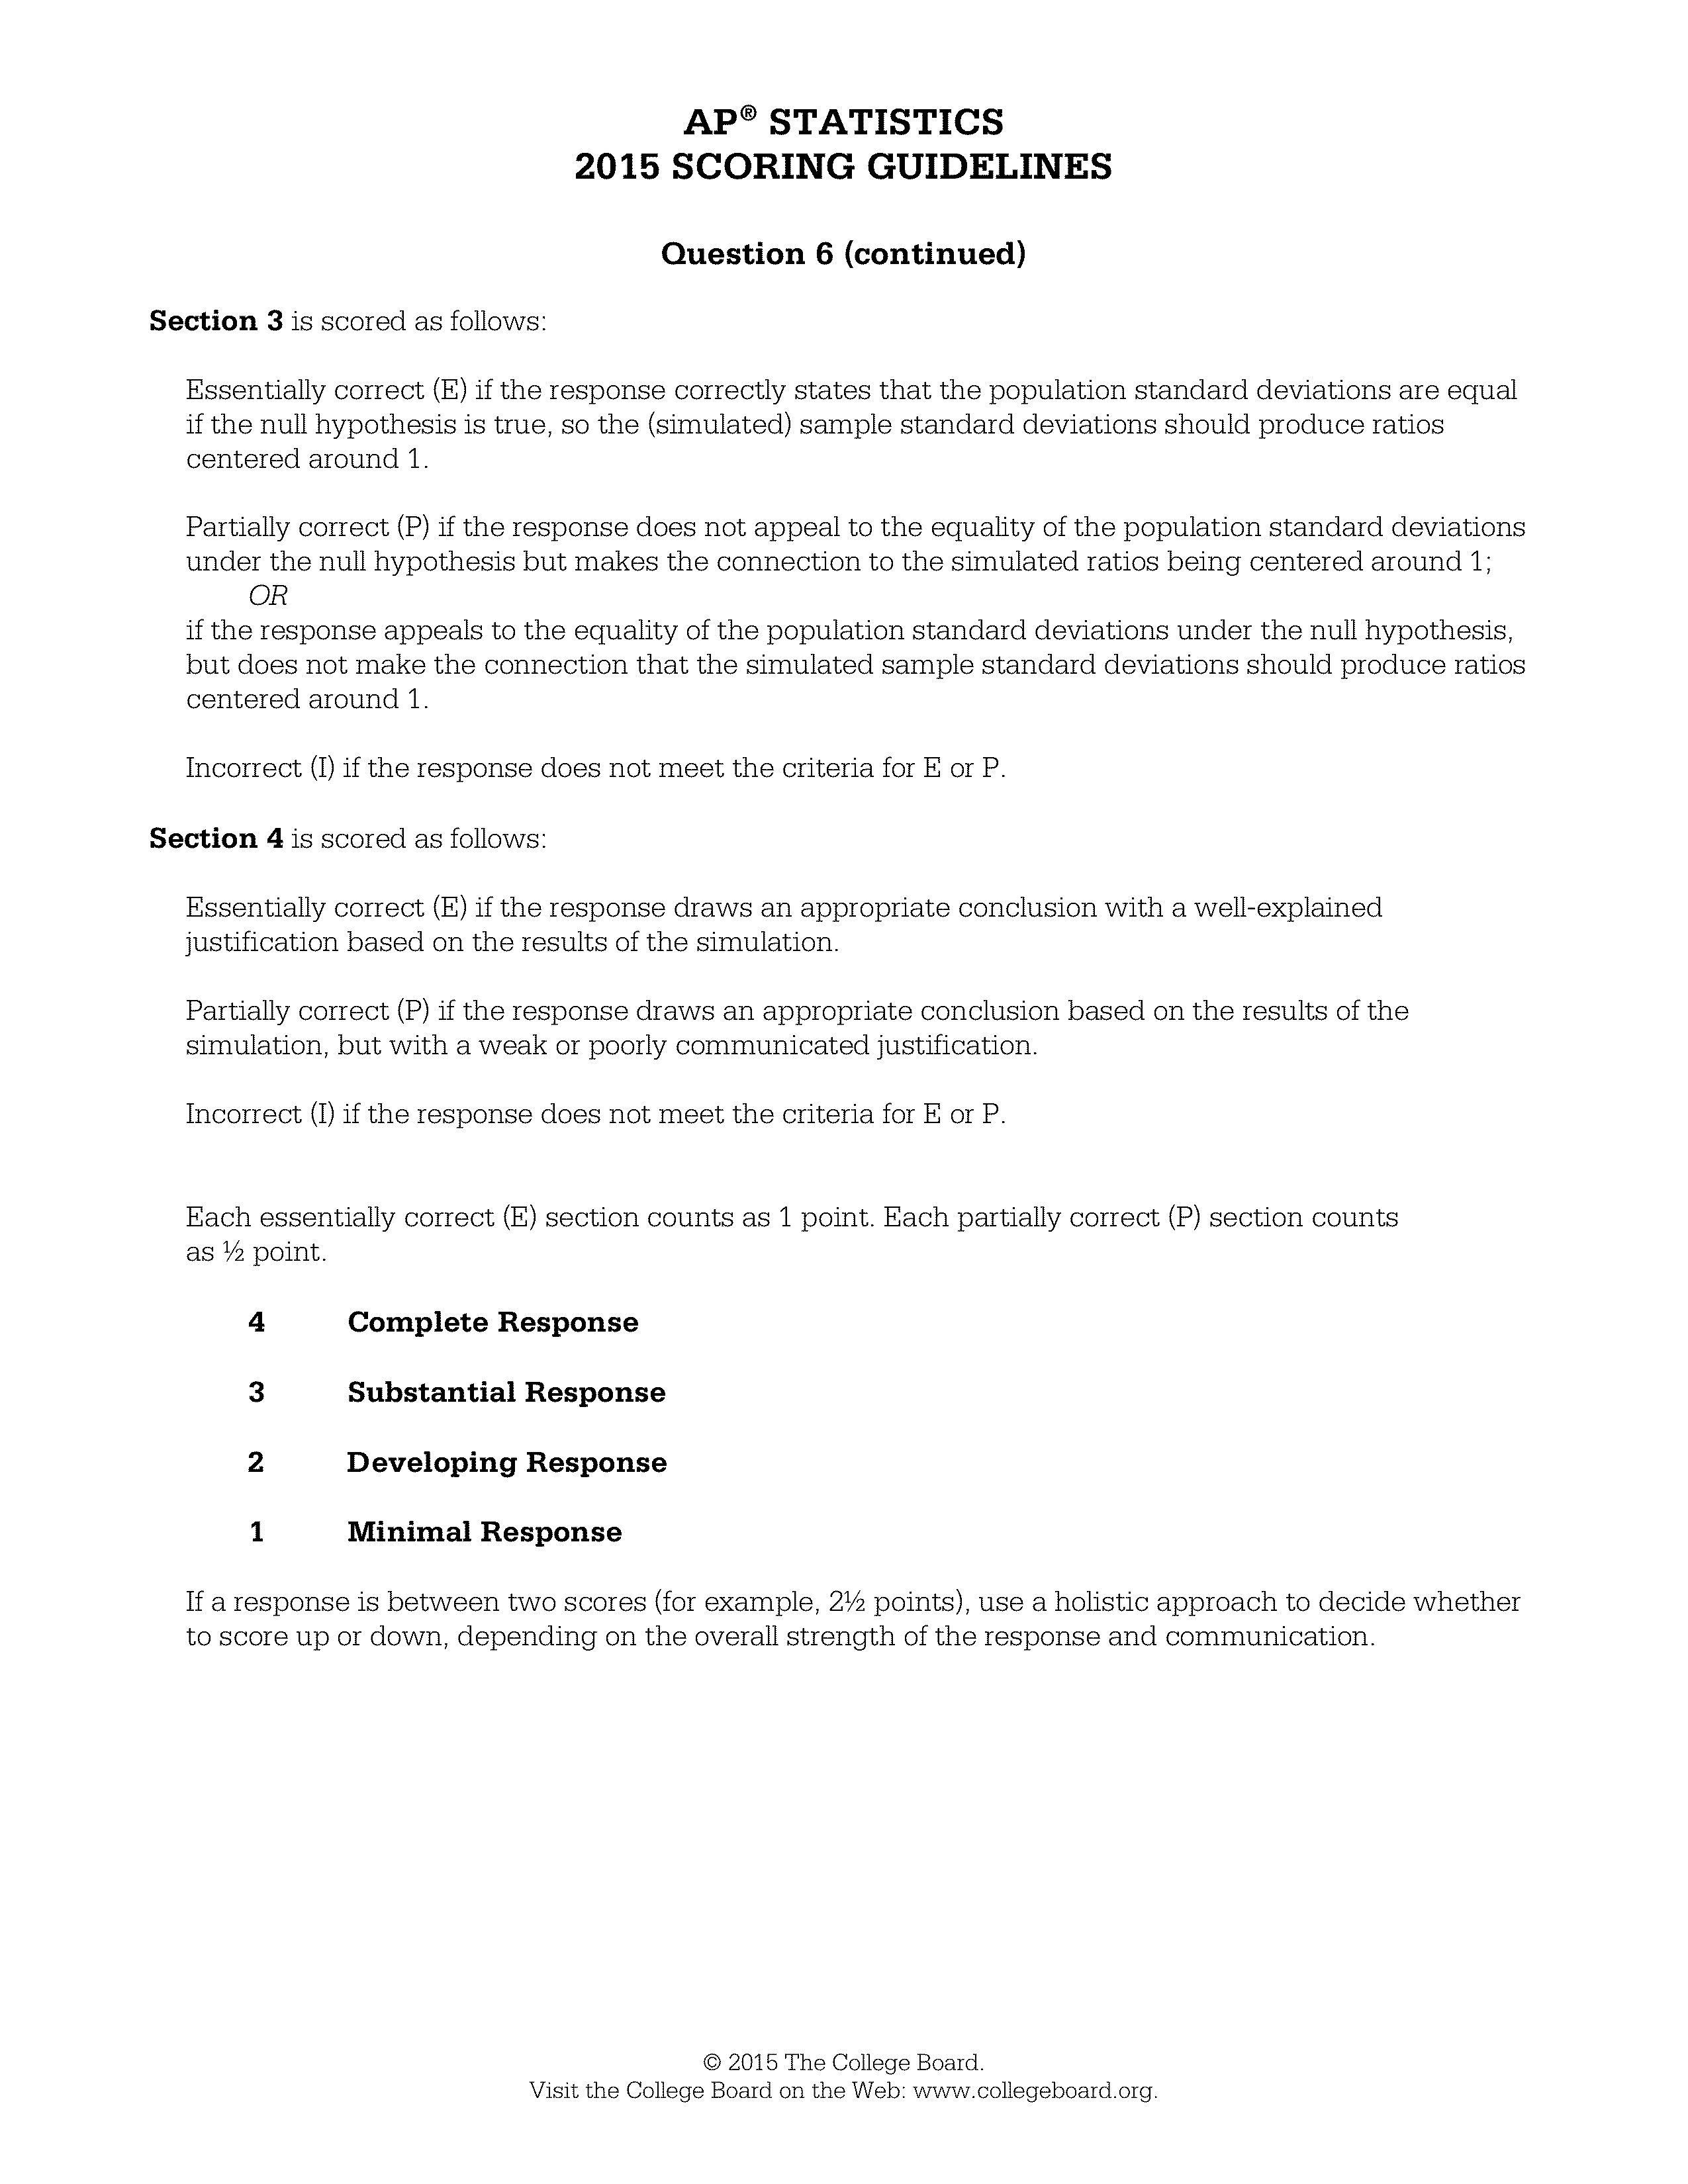 AP® STATISTICS
2015 SCORING GUIDELINES
Question 6 (continued)
Section 3 is scored as follows:
Essentially correct (E) if the response correctly states that the population standard deviations are equal
if the null hypothesis is true, so the (simulated) sample standard deviations should produce ratios
centered around 1.
Partially correct (P) if the response does not appeal to the equality of the population standard deviations
under the null hypothesis but makes the connection to the simulated ratios being centered around 1;
OR
if the response appeals to the equality of the population standard deviations under the null hypothesis,
but does not make the connection that the simulated sample standard deviations should produce ratios
centered around 1.
Incorrect (I) if the response does not meet the criteria for E or P.
Section 4 is scored as follows:
Essentially correct (E) if the response draws an appropriate conclusion with a well-explained
justification based on the results of the simulation.
Partially correct (P) if the response draws an appropriate conclusion based on the results of the
simulation, but with a weak or poorly communicated justification.
Incorrect (I) if the response does not meet the criteria for E or P.
Each essentially correct (E) section counts as 1 point. Each partially correct (P) section counts
as ½ point.
4 Complete Response
3 Substantial Response
2 Developing Response
1 Minimal Response
If a response is between two scores (for example, 2½ points), use a holistic approach to decide whether
to score up or down, depending on the overall strength of the response and communication.
© 2015 The College Board.
Visit the College Board on the Web: www.collegeboard.org.